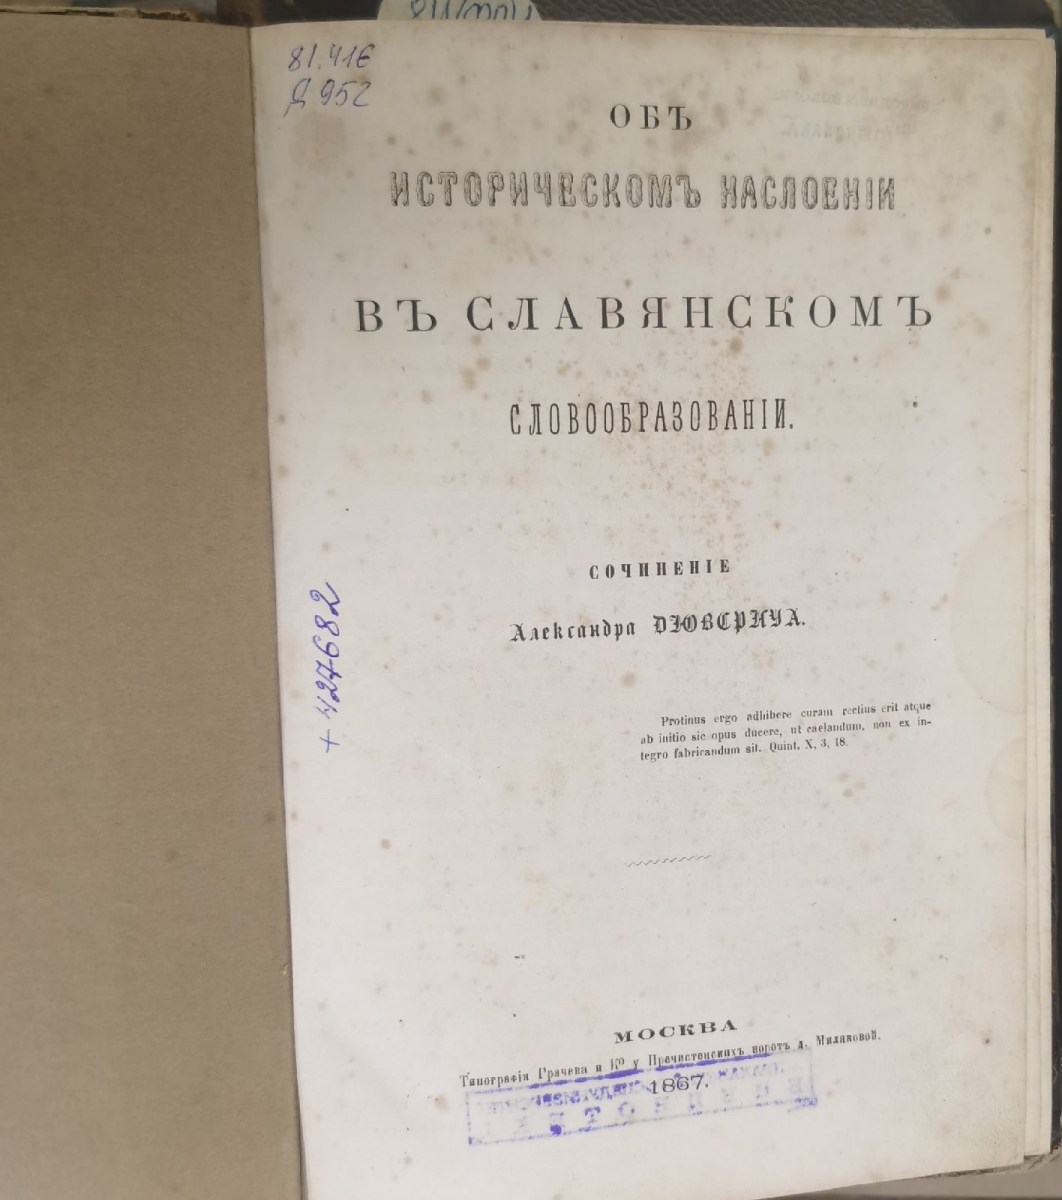 81.416
Д 952
ОБЪ
ИСТОРИЧЕСКОМЪ НАСЛОЕНІИ
ВЪ СЛАВЯНСКОМЪ
СЛОВООБРАЗОВАНІИ.
СОЧИНЕНІЕ
Александра ДЮВЕРНУА.
+ 427682
Protinus ergo adhibere curam rectius erit atque
ab initio sic opus ducere, ut caelandum, non ex in-
tegro fabricandum sit. Quint, X, 3, 18.
МОСКВА
Типографія Грачева и Кº у Пречистенскихъ воротъ д. Миляковой.
1867.